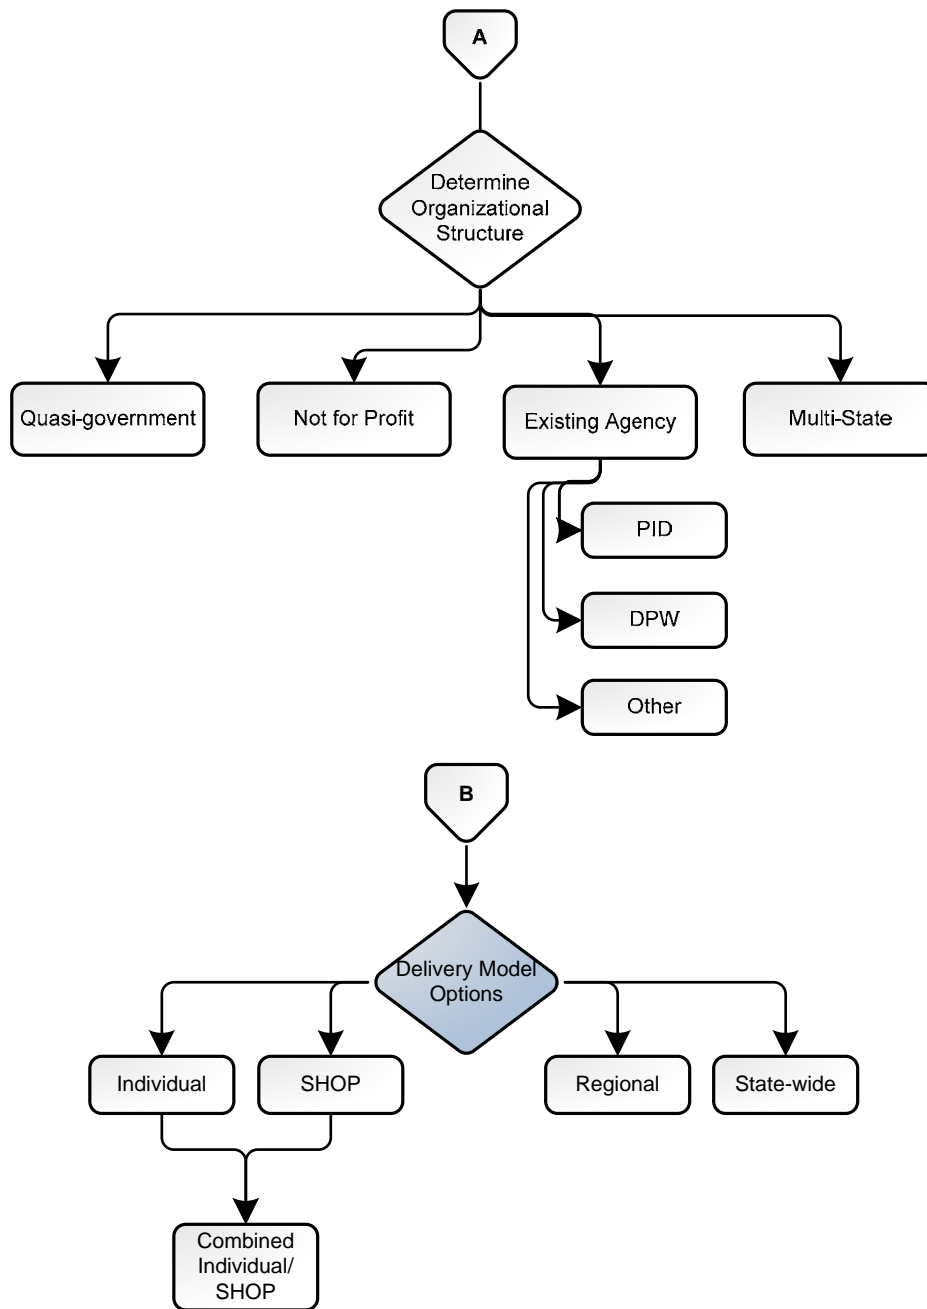 A
Determine
Organizational
Structure
Quasi-government
Not for Profit
Existing Agency
Multi-State
PID
DPW
Other
B
Delivery Model
Options
Individual
SHOP
Regional
State-wide
Combined
Individual/
SHOP